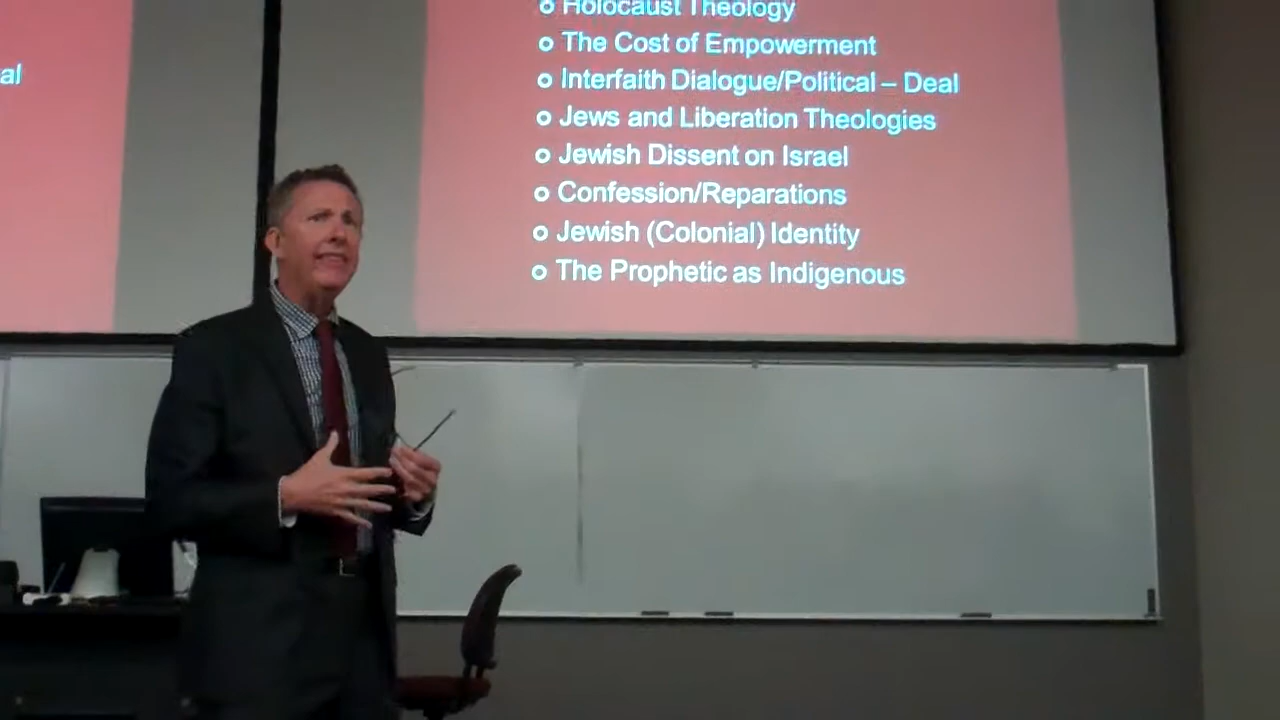 al
Holocaust Theology
The Cost of Empowerment
Interfaith Dialogue/Political – Deal
Jews and Liberation Theologies
Jewish Dissent on Israel
Confession/Reparations
Jewish (Colonial) Identity
The Prophetic as Indigenous